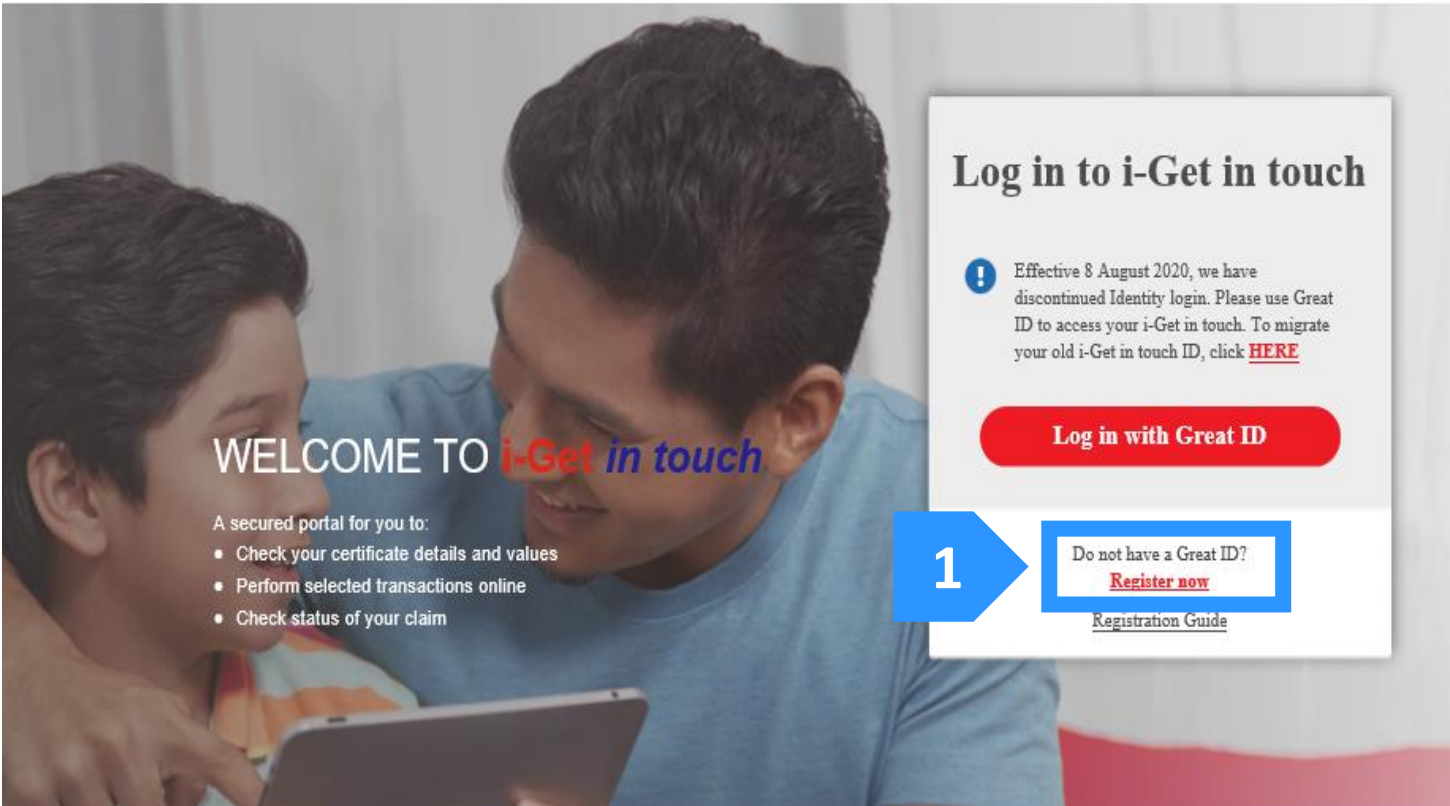 WELCOME TO i-Get in touch
A secured portal for you to:
• Check your certificate details and values
• Perform selected transactions online
• Check status of your claim
Log in to i-Get in touch
!
Effective 8 August 2020, we have
discontinued Identity login. Please use Great
ID to access your i-Get in touch. To migrate
your old i-Get in touch ID, click HERE
Log in with Great ID
1
Do not have a Great ID?
Register now
Registration Guide